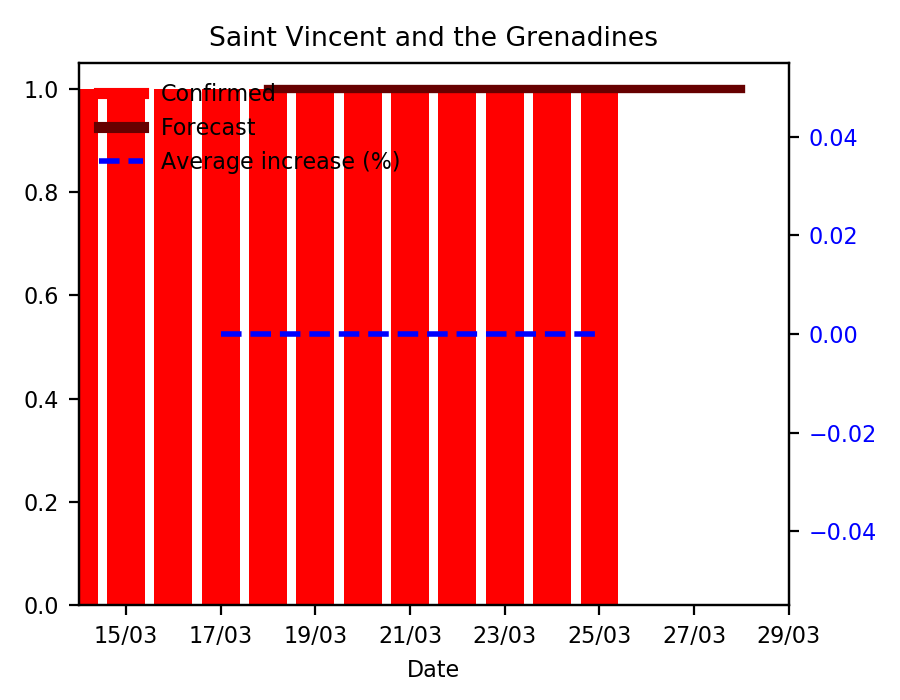 Saint Vincent and the Grenadines
Confirmed
Forecast
Average increase (%)
1.0
0.8
0.6
0.4
0.2
0.0
0.04
0.02
0.00
−0.02
−0.04
15/03 17/03 19/03 21/03 23/03 25/03 27/03 29/03
Date